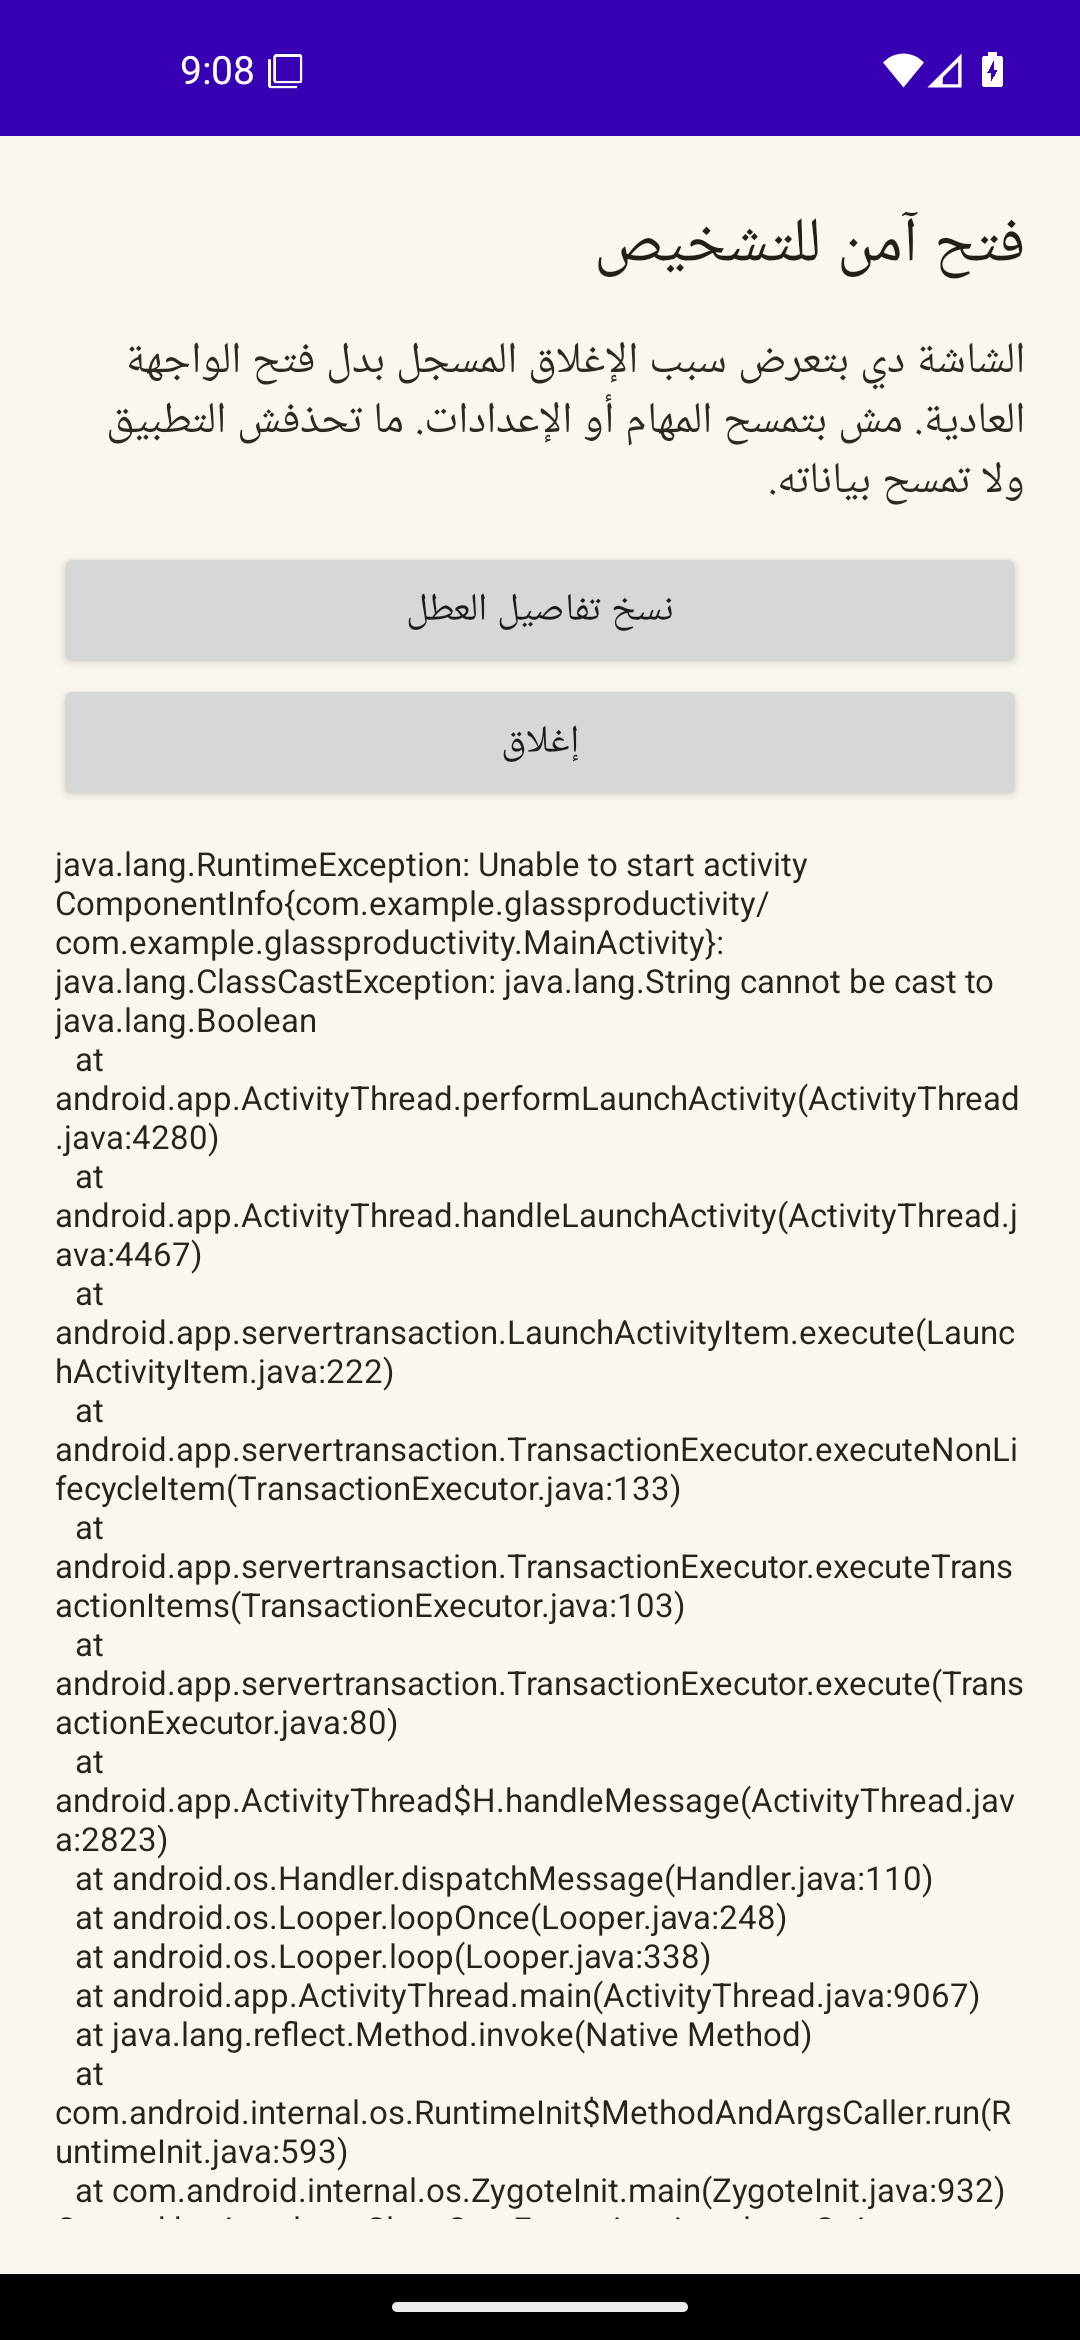 9:08
فتح آمن للتشخيص
الشاشة دي بتعرض سبب الإغلاق المسجل بدل فتح الواجهة
العادية. مش بتمسح المهام أو الإعدادات. ما تحذفش التطبيق
ولا تمسح بياناته.
نسخ تفاصيل العطل
إغلاق
java.lang.RuntimeException: Unable to start activity
ComponentInfo{com.example.glassproductivity/
com.example.glassproductivity.MainActivity}:
java.lang.ClassCastException: java.lang.String cannot be cast to
java.lang.Boolean
at
android.app.ActivityThread.performLaunchActivity(ActivityThread
.java:4280)
at
android.app.ActivityThread.handleLaunchActivity(ActivityThread.j
ava:4467)
at
android.app.servertransaction.LaunchActivityItem.execute(Launc
hActivityItem.java:222)
at
android.app.servertransaction.TransactionExecutor.executeNonLi
fecycleItem(TransactionExecutor.java:133)
at
android.app.servertransaction.TransactionExecutor.executeTrans
actionItems(TransactionExecutor.java:103)
at
android.app.servertransaction.TransactionExecutor.execute(Trans
actionExecutor.java:80)
at
android.app.ActivityThread$H.handleMessage(ActivityThread.jav
a:2823)
at android.os.Handler.dispatchMessage(Handler.java:110)
at android.os.Looper.loopOnce(Looper.java:248)
at android.os.Looper.loop(Looper.java:338)
at android.app.ActivityThread.main(ActivityThread.java:9067)
at java.lang.reflect.Method.invoke(Native Method)
at
com.android.internal.os.RuntimeInit$MethodAndArgsCaller.run(R
untimeInit.java:593)
at com.android.internal.os.ZygoteInit.main(ZygoteInit.java:932)